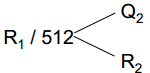 Q₂
R₁ / 512
R₂